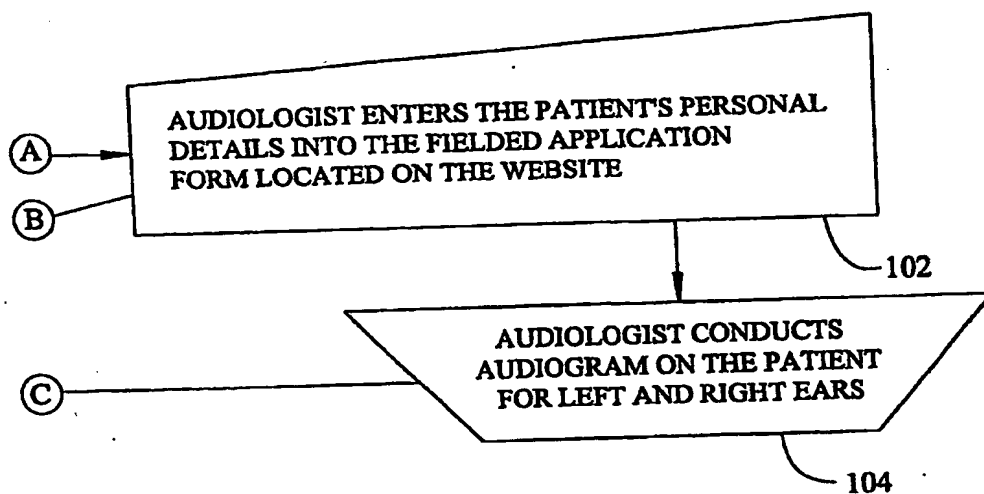 AUDIOLOGIST ENTERS THE PATIENT'S PERSONAL
DETAILS INTO THE FIELDED APPLICATION
FORM LOCATED ON THE WEBSITE
A
B
102
AUDIOLOGIST CONDUCTS
AUDIOGRAM ON THE PATIENT
FOR LEFT AND RIGHT EARS
C
104